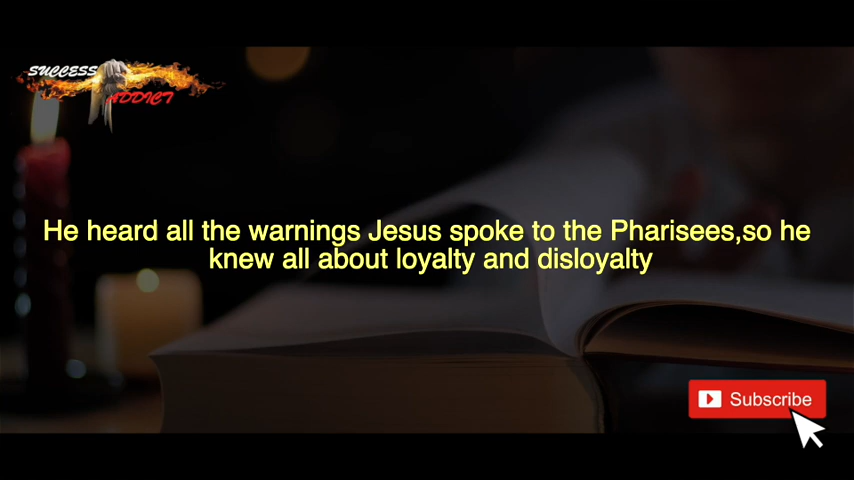 SUCCESS
ADDICT
He heard all the warnings Jesus spoke to the Pharisees,so he
knew all about loyalty and disloyalty
Subscribe